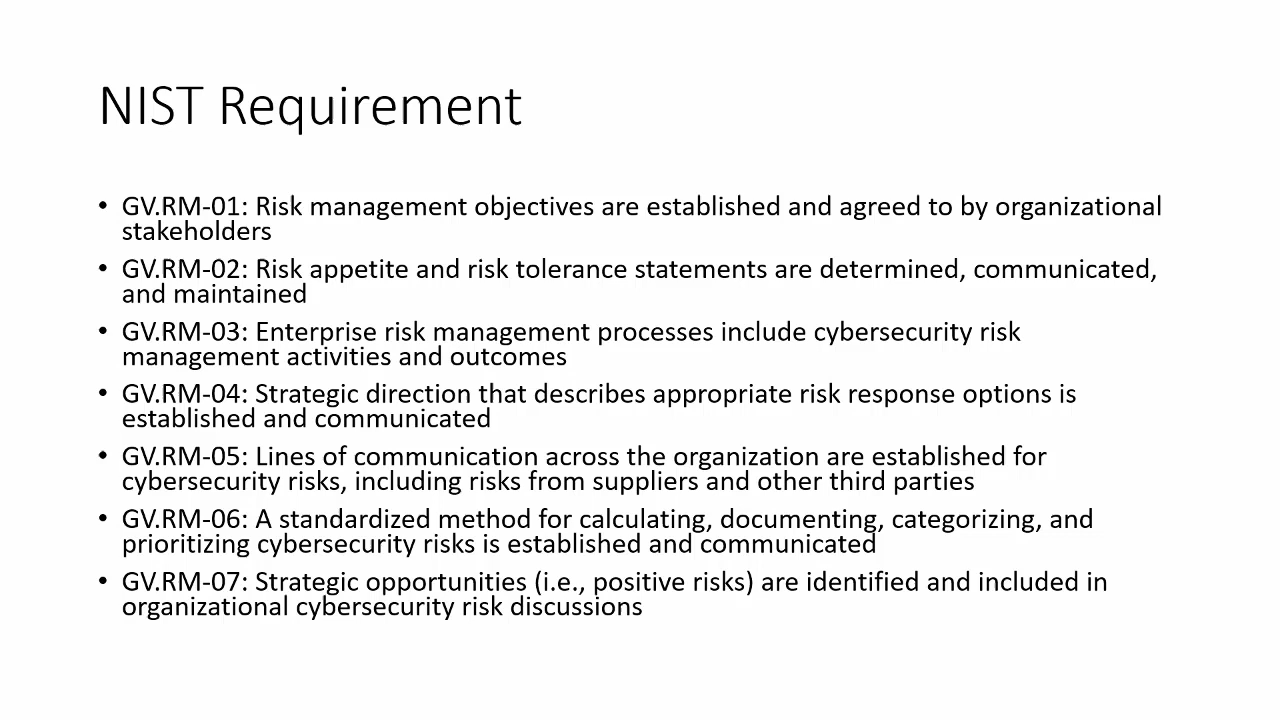 NIST Requirement
• GV.RM-01: Risk management objectives are established and agreed to by organizational
stakeholders
• GV.RM-02: Risk appetite and risk tolerance statements are determined, communicated,
and maintained
• GV.RM-03: Enterprise risk management processes include cybersecurity risk
management activities and outcomes
• GV.RM-04: Strategic direction that describes appropriate risk response options is
established and communicated
• GV.RM-05: Lines of communication across the organization are established for
cybersecurity risks, including risks from suppliers and other third parties
• GV.RM-06: A standardized method for calculating, documenting, categorizing, and
prioritizing cybersecurity risks is established and communicated
• GV.RM-07: Strategic opportunities (i.e., positive risks) are identified and included in
organizational cybersecurity risk discussions